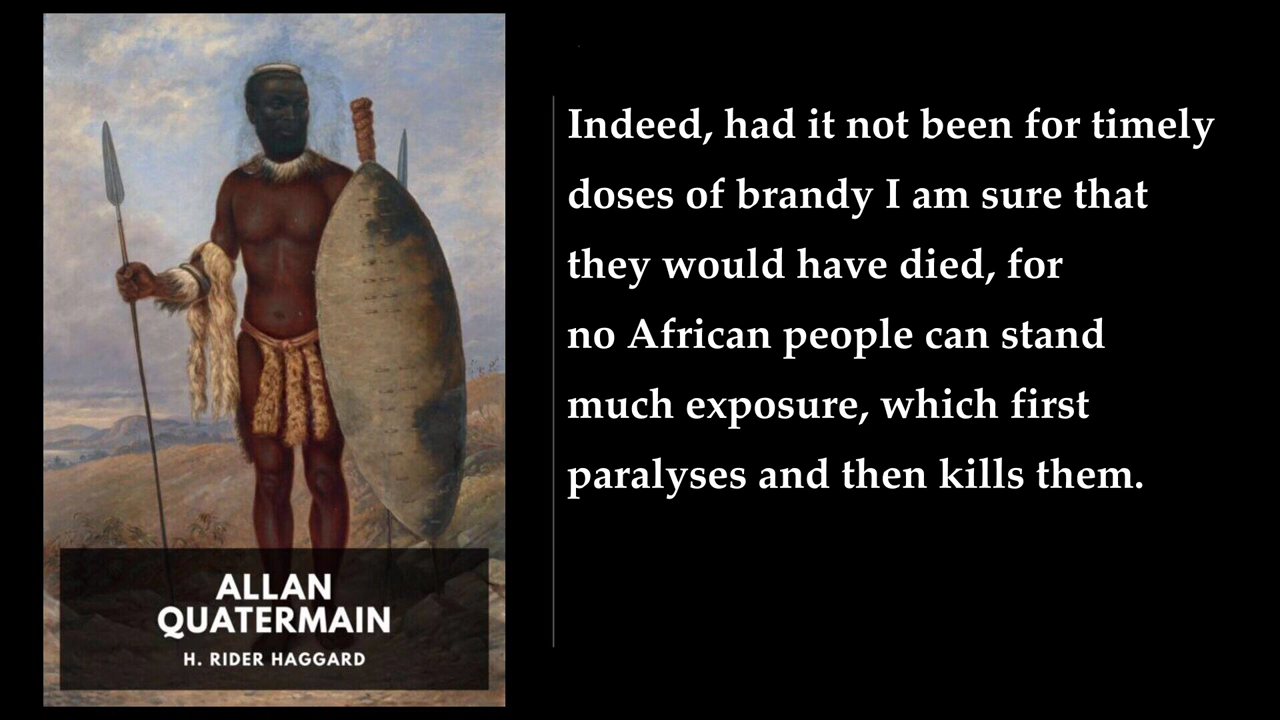 ALLAN
QUATERMAIN
H. RIDER HAGGARD
Indeed, had it not been for timely
doses of brandy I am sure that
they would have died, for
no African people can stand
much exposure, which first
paralyses and then kills them.